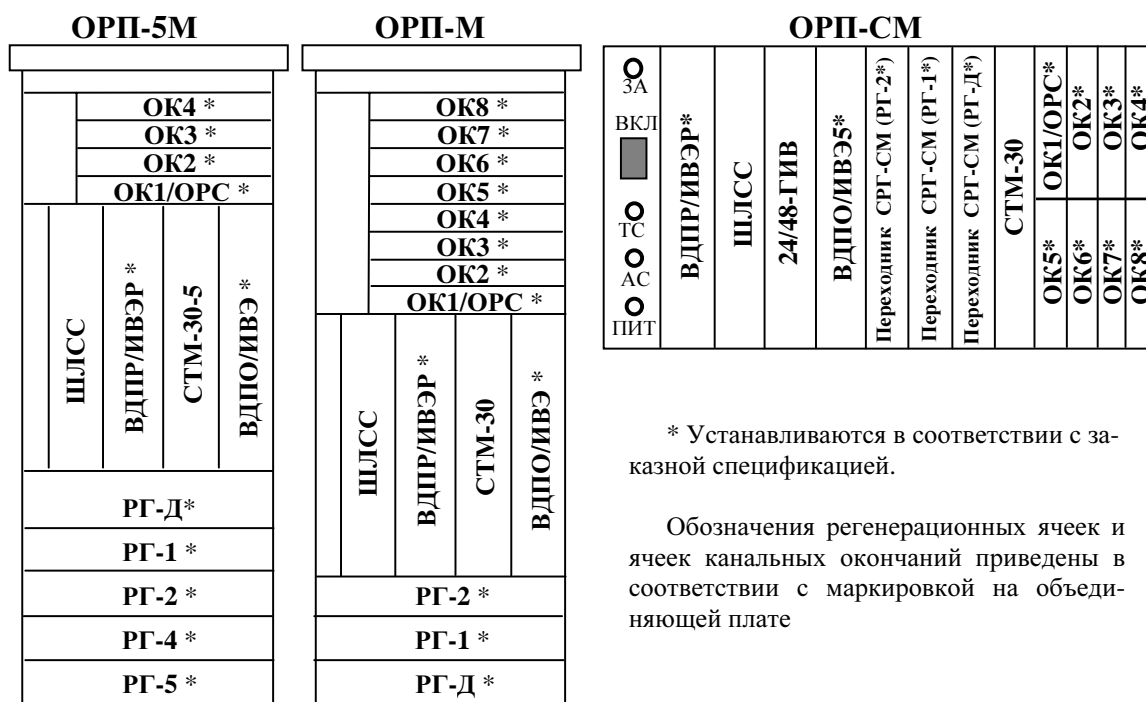 ОРП-5М
ОК4 *
ОК3 *
ОК2 *
ОК1/ОРС *
ШЛСС
ВДПР/ИВЭР *
СТМ-30-5
ВДПО/ИВЭ *
РГ-Д*
РГ-1 *
РГ-2 *
РГ-4 *
РГ-5 *
ОРП-М
ОК8 *
ОК7 *
ОК6 *
ОК5 *
ОК4 *
ОК3 *
ОК2 *
ОК1/ОРС *
ШЛСС
ВДПР/ИВЭР *
СТМ-30
ВДПО/ИВЭ *
РГ-2 *
РГ-1 *
РГ-Д *
ОРП-СМ
ЗА
ВКЛ
ТС
АС
ПИТ
ВДПР/ИВЭР*
ШЛСС
24/48-ГИВ
ВДПО/ИВЭ5*
Переходник СРГ-СМ (РГ-2*)
Переходник СРГ-СМ (РГ-1*)
Переходник СРГ-СМ (РГ-Д*)
СТМ-30
ОК1/ОРС*
ОК2*
ОК3*
ОК4*
ОК5*
ОК6*
ОК7*
ОК8*
* Устанавливаются в соответствии с за-
казной спецификацией.
Обозначения регенерационных ячеек и
ячеек канальных окончаний приведены в
соответствии с маркировкой на объеди-
няющей плате